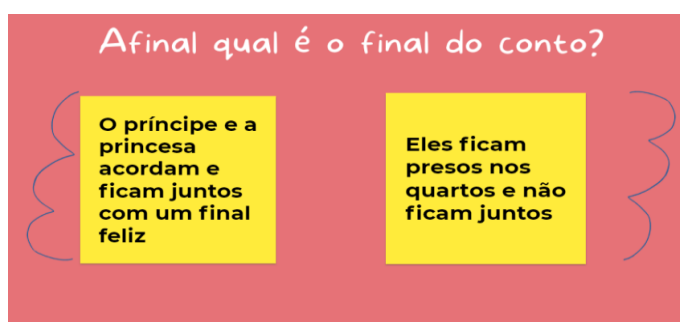 Afinal qual é o final do conto?
O príncipe e a
princesa
acordam e
ficam juntos
com um final
feliz
Eles ficam
presos nos
quartos e não
ficam juntos